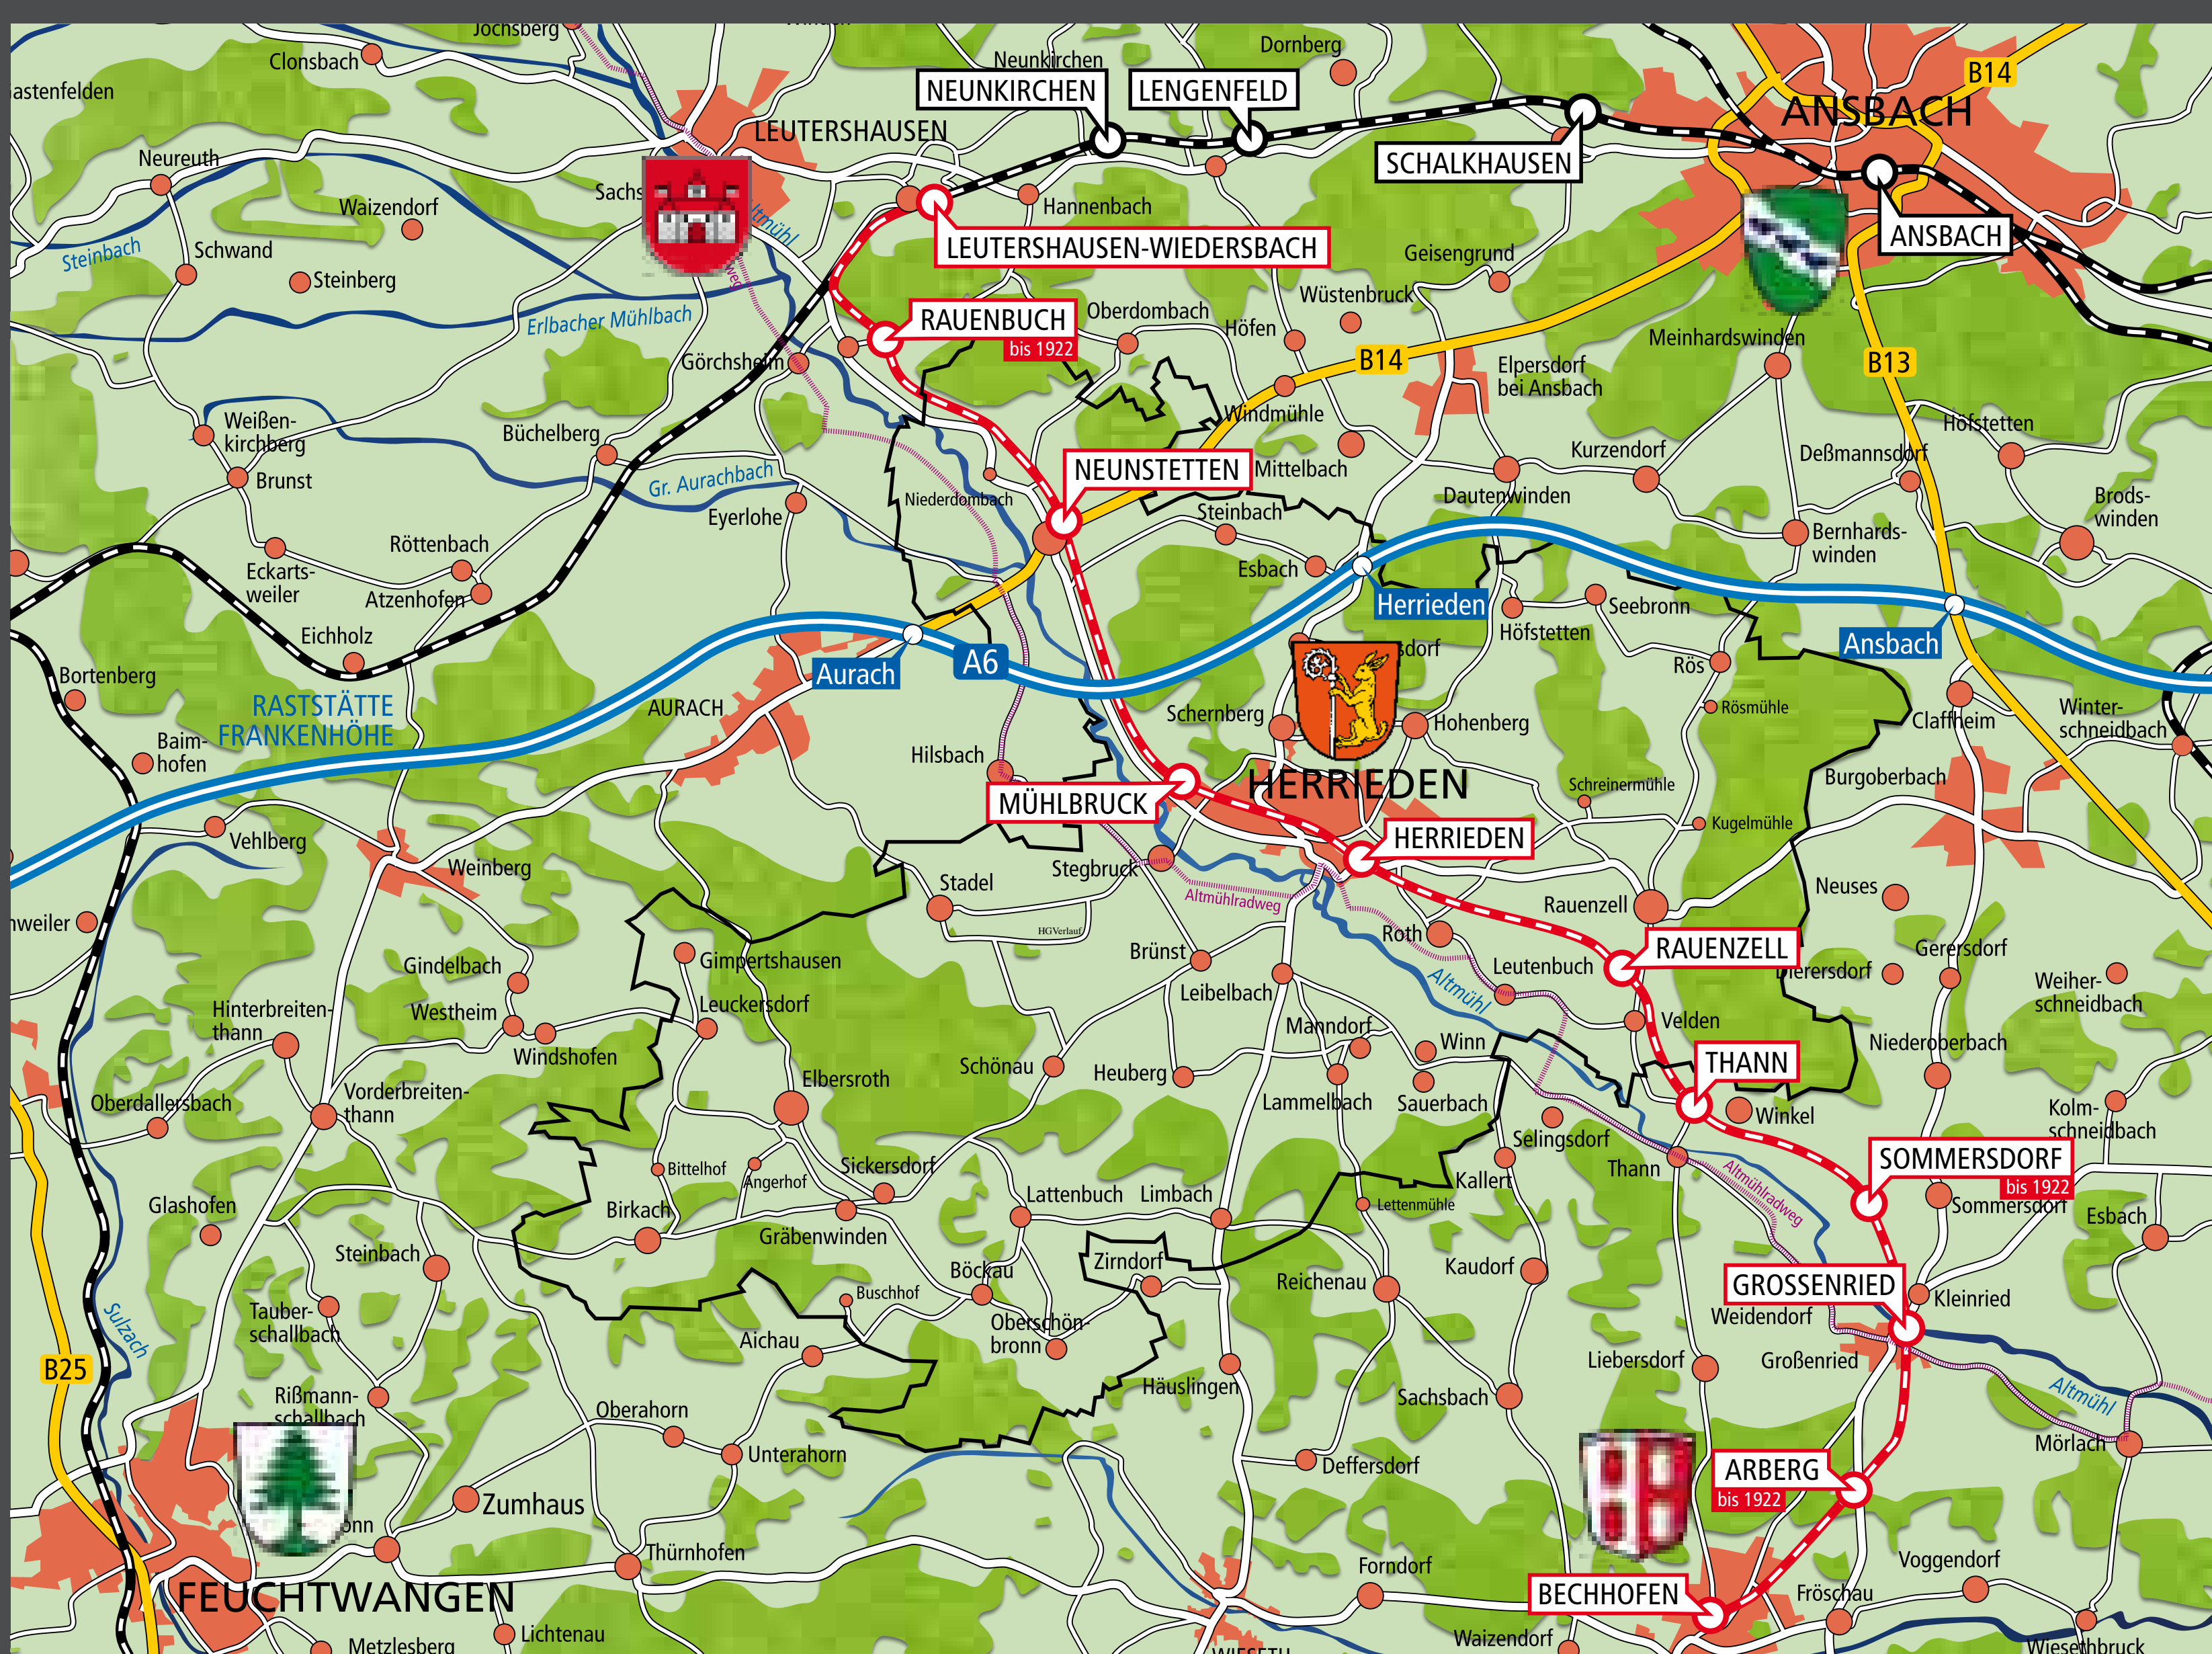 Jochsberg
Clonsbach
Dornberg
Neunkirchen
B14
astenfelden
NEUNKIRCHEN
LENGENFELD
ANSBACH
LEUTERSHAUSEN
Neureuth
SCHALKHAUSEN
Sachs
Waizendorf
Hannenbach
Altmühl
weg
Steinbach
Schwand
LEUTERSHAUSEN-WIEDERSBACH
ANSBACH
Geisengrund
Steinberg
Wüstenbruck
Erlbacher Mühlbach
RAUENBUCH
bis 1922
Oberdombach
Höfen
Meinhardswinden
Görchsheim
B14
Elpersdorf
bei Ansbach
B13
Windmühle
Weißen-
kirchberg
Büchelberg
Höfstetten
Brunst
Gr. Aurachbach
NEUNSTETTEN
Mittelbach
Kurzendorf
Deßmannsdorf
Niederdombach
Dautenwinden
Eyerlohe
Steinbach
Brods-
winden
Röttenbach
Bernhards-
winden
Eckarts-
weiler
Esbach
Atzenhofen
Herrieden
Seebronn
Eichholz
Höfstetten
Ansbach
Bortenberg
Aurach
A6
sdorf
Rös
RASTSTÄTTE
FRANKENHÖHE
AURACH
Schernberg
Hohenberg
Rösmühle
Claffheim
Winter-
schneidbach
Baim-
hofen
Hilsbach
HERRIEDEN
Schreinermühle
Burgoberbach
MÜHLBRUCK
Vehlberg
HERRIEDEN
Kugelmühle
Weinberg
Stegbruck
Stadel
Altmühlradweg
Neuses
Rauenzell
nweiler
HGVerlauf
Roth
RAUENZELL
Gindelbach
Gimpertshausen
Brünst
Leutenbuch
Gerersdorf
Dierersdorf
Leibelbach
Altmühl
Weiher-
schneidbach
Hinterbreiten-
thann
Westheim
Leuckersdorf
Velden
Manndorf
Winn
Niederoberbach
Windshofen
Schönau
Heuberg
THANN
Elbersroth
Vorderbreiten-
thann
Oberdallersbach
Lammelbach
Sauerbach
Winkel
Kolm-
schneidbach
Selingsdorf
SOMMERSDORF
bis 1922
Bittelhof
Angerhof
Sickersdorf
Thann
Altmühlradweg
Kallert
Glashofen
Birkach
Lattenbuch
Limbach
Lettenmühle
Sommersdorf
Esbach
Gräbenwinden
Steinbach
Zirndorf
Böckau
Reichenau
Kaudorf
GROSSENRIED
Kleinried
Buschhof
Tauber-
schallbach
Sulzach
Oberschön-
bronn
Aichau
Weidendorf
B25
Liebersdorf
Großenried
Häuslingen
Rißmann-
schallbach
Sachsbach
Altmühl
Oberahorn
Unterahorn
Mörlach
Deffersdorf
ARBERG
bis 1922
Zumhaus
onn
Thürnhofen
Forndorf
Voggendorf
FEUCHTWANGEN
BECHHOFEN
Fröschau
Lichtenau
Metzlesberg
Waizendorf
WIESETH
Wiesethbruck